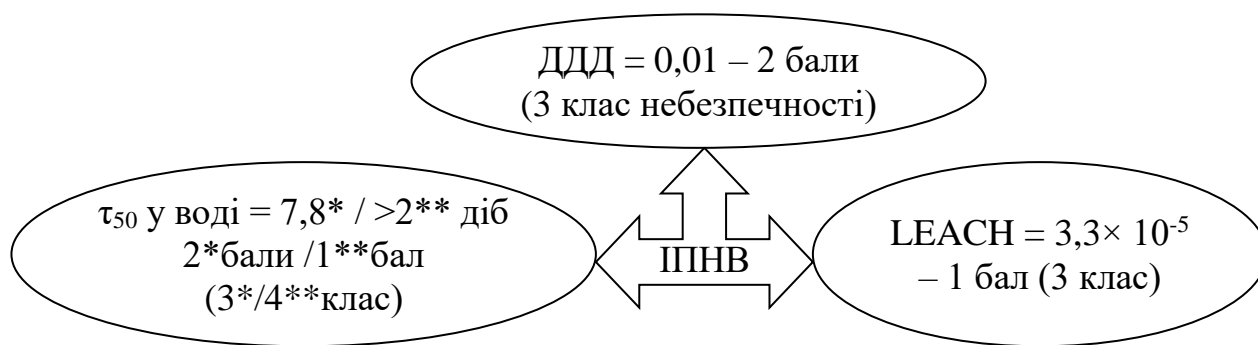 ДДД = 0,01 – 2 бали
(3 клас небезпечності)
τ₅₀ у воді = 7,8* / >2** діб
2*бали /1**бал
(3*/4**клас)
ІПНВ
LEACH = 3,3× 10⁻⁵
– 1 бал (3 клас)